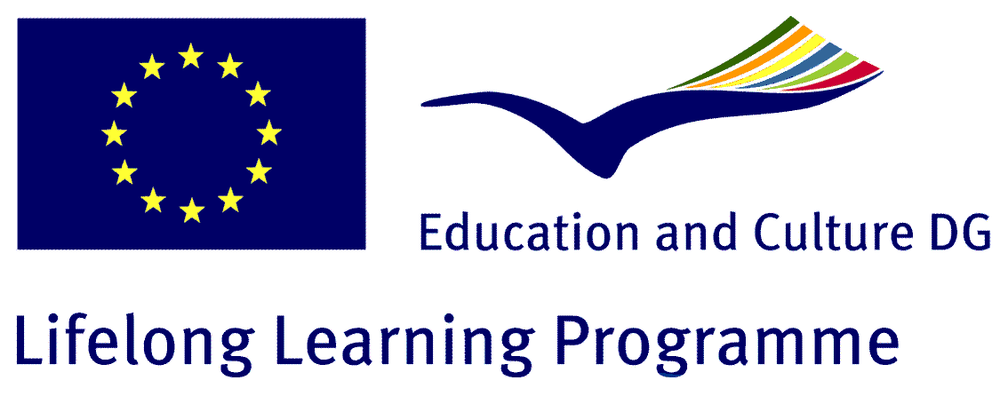 Education and Culture DG
Lifelong Learning Programme